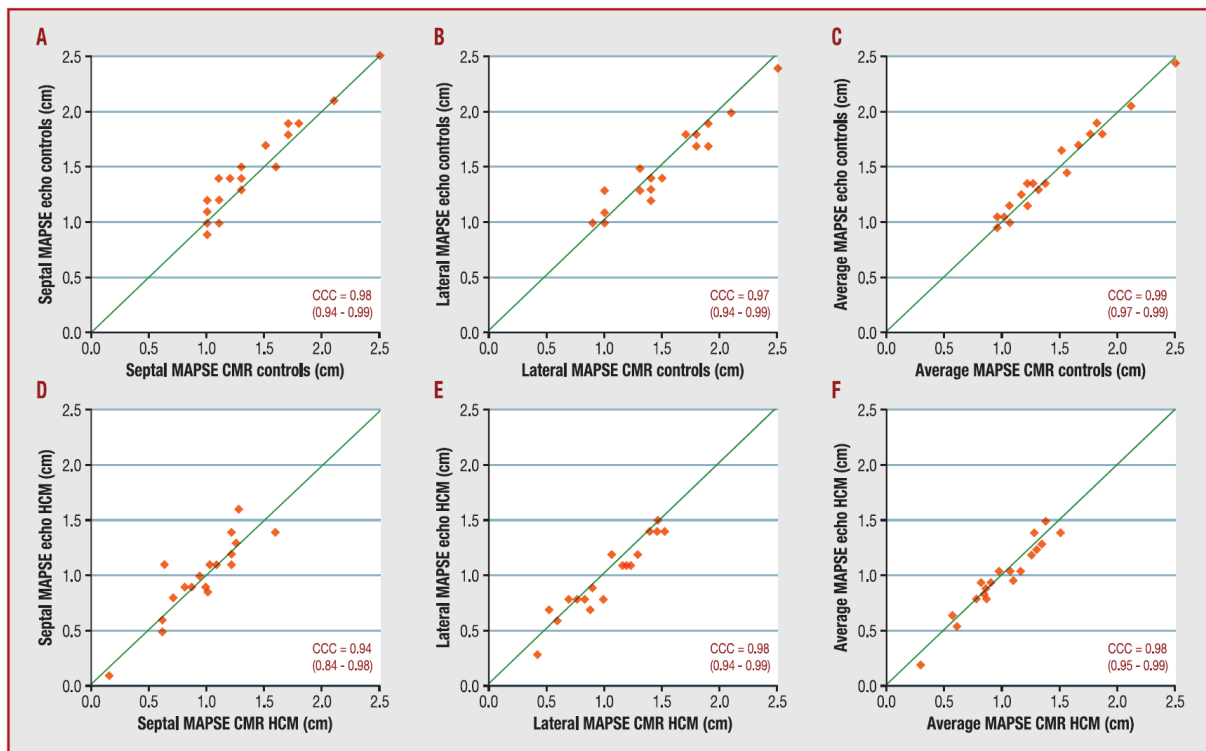 A
Septal MAPSE echo controls (cm)
2.5
2.0
1.5
1.0
0.5
0.0
CCC = 0.98
(0.94 - 0.99)
0.0 0.5 1.0 1.5 2.0 2.5
Septal MAPSE CMR controls (cm)
B
Lateral MAPSE echo controls (cm)
2.5
2.0
1.5
1.0
0.5
0.0
CCC = 0.97
(0.94 - 0.99)
0.0 0.5 1.0 1.5 2.0 2.5
Lateral MAPSE CMR controls (cm)
C
Average MAPSE echo controls (cm)
2.5
2.0
1.5
1.0
0.5
0.0
CCC = 0.99
(0.97 - 0.99)
0.0 0.5 1.0 1.5 2.0 2.5
Average MAPSE CMR controls (cm)
D
Septal MAPSE echo HCM (cm)
2.5
2.0
1.5
1.0
0.5
0.0
CCC = 0.94
(0.84 - 0.98)
0.0 0.5 1.0 1.5 2.0 2.5
Septal MAPSE CMR HCM (cm)
E
Lateral MAPSE echo HCM (cm)
2.5
2.0
1.5
1.0
0.5
0.0
CCC = 0.98
(0.94 - 0.99)
0.0 0.5 1.0 1.5 2.0 2.5
Lateral MAPSE CMR HCM (cm)
F
Average MAPSE echo HCM (cm)
2.5
2.0
1.5
1.0
0.5
0.0
CCC = 0.98
(0.95 - 0.99)
0.0 0.5 1.0 1.5 2.0 2.5
Average MAPSE CMR HCM (cm)